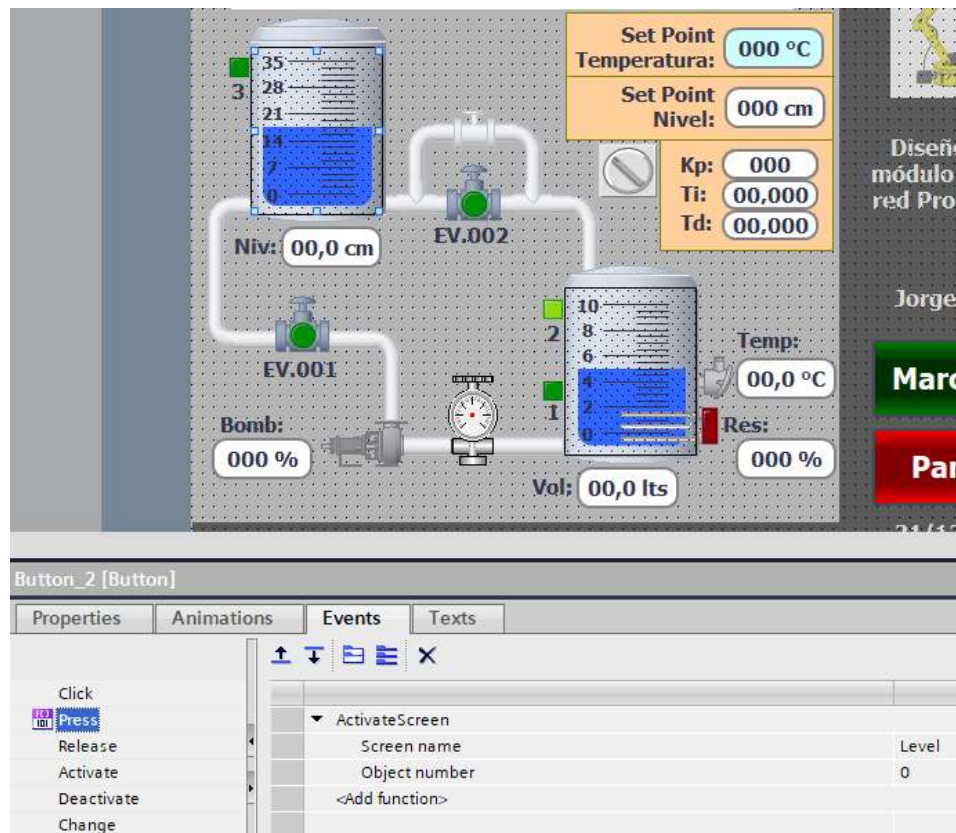 Set Point
Temperatura:
000 ºC
Set Point
Nivel:
000 cm
Kp:
000
Ti:
00,000
Td:
00,000
35
28
21
14
7
0
3
Niv:
00,0 cm
EV.002
EV.001
Bomb:
000 %
10
8
6
4
2
0
2
1
Temp:
00,0 ºC
Res:
000 %
Vol:
00,0 lts
Diseñ
módulo
red Pro
Jorge
Marc
Par
Button_2 [Button]
Properties
Animations
Events
Texts
Click
Press
Release
Activate
Deactivate
Change
ActivateScreen
Screen name
Level
Object number
0
<Add function>